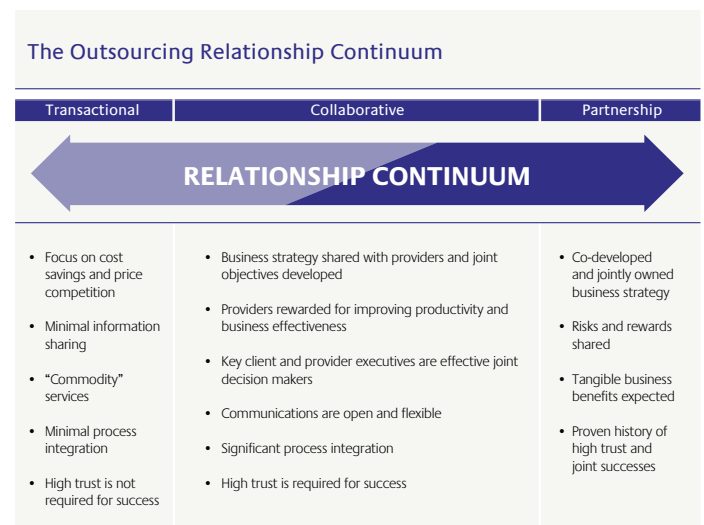 The Outsourcing Relationship Continuum
Transactional
Collaborative
Partnership
RELATIONSHIP CONTINUUM
• Focus on cost
savings and price
competition
• Minimal information
sharing
• “Commodity”
services
• Minimal process
integration
• High trust is not
required for success
• Business strategy shared with providers and joint
objectives developed
• Providers rewarded for improving productivity and
business effectiveness
• Key client and provider executives are effective joint
decision makers
• Communications are open and flexible
• Significant process integration
• High trust is required for success
• Co-developed
and jointly owned
business strategy
• Risks and rewards
shared
• Tangible business
benefits expected
• Proven history of
high trust and
joint successes